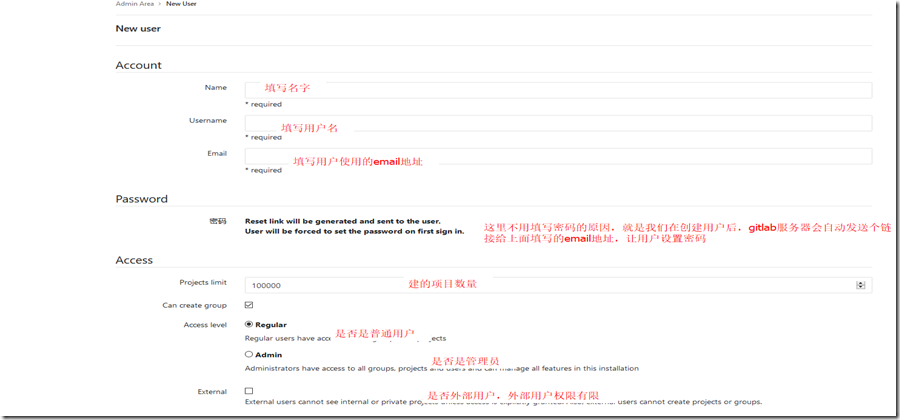 Admin Area > New User
New user
Account
Name 填写名字
* required
Username 填写用户名
* required
Email 填写用户使用的email地址
* required
Password
密码 Reset link will be generated and sent to the user.
User will be forced to set the password on first sign in.
这里不用填写密码的原因，就是我们在创建用户后，gitlab服务器会自动发送个链
接给上面填写的email地址，让用户设置密码
Access
Projects limit 100000 建的项目数量
Can create group
Access level Regular 是否是普通用户
Regular users have
Admin 是否是管理员
Administrators have access to all groups, projects and users and can manage all features in this installation
External 是否外部用户，外部用户权限有限
External users cannot see internal or private external users cannot create projects or groups.